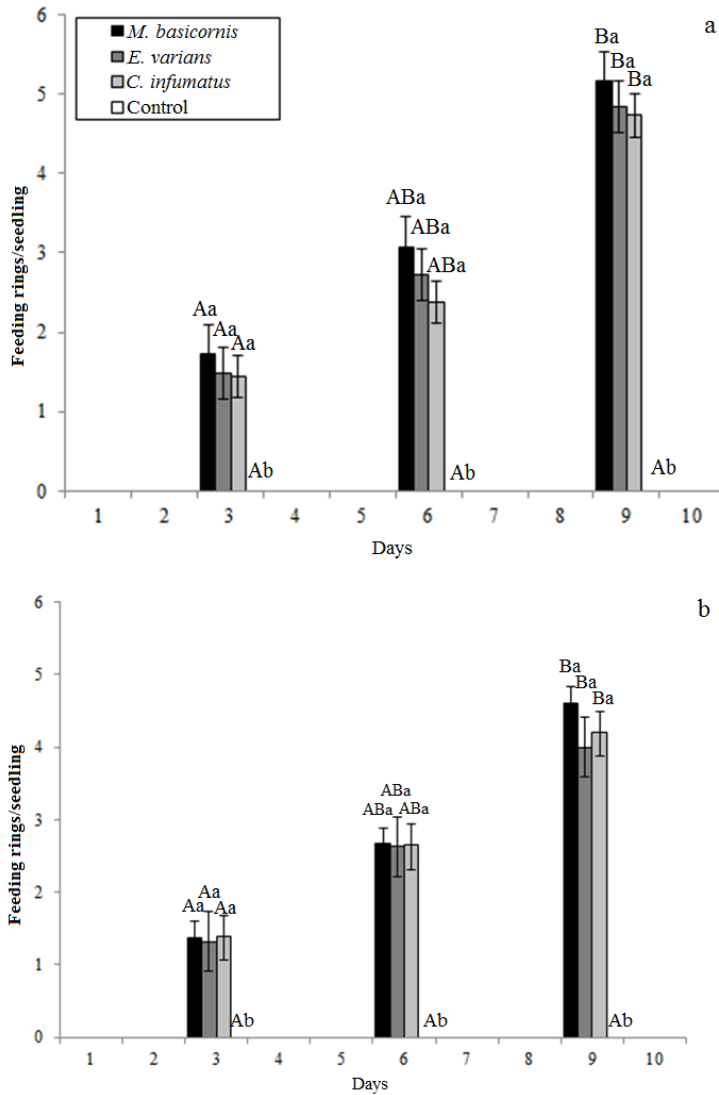 a
M. basicornis
E. varians
C. infumatus
Control
Feeding rings/seedling
6
5
4
3
2
1
0
Aa
Aa
Aa
Ab
ABa
ABa
ABa
Ab
Ba
Ba
Ba
Ab
1 2 3 4 5 6 7 8 9 10
Days
b
Feeding rings/seedling
6
5
4
3
2
1
0
Aa
Aa
Aa
Ab
ABa
ABa
ABa
Ab
Ba
Ba
Ba
Ab
1 2 3 4 5 6 7 8 9 10
Days